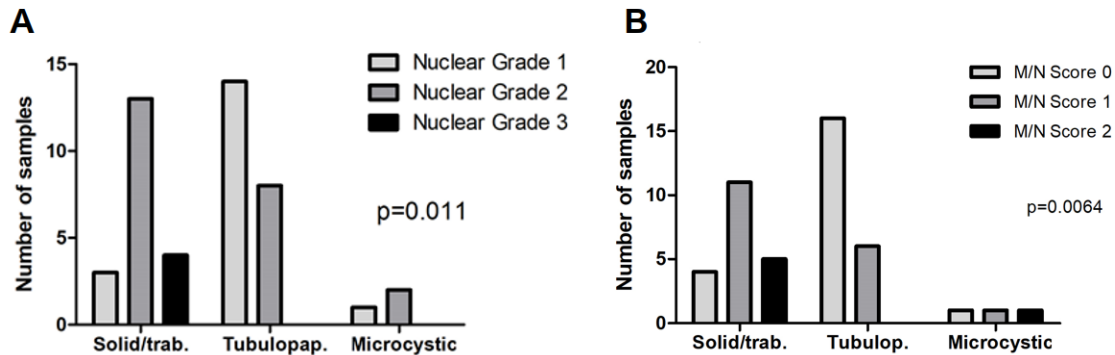 A
Number of samples
15
10
5
0
Solid/trab.
Tubulopap.
Microcystic
Nuclear Grade 1
Nuclear Grade 2
Nuclear Grade 3
p=0.011
B
Number of samples
20
15
10
5
0
Solid/trab.
Tubulop.
Microcystic
M/N Score 0
M/N Score 1
M/N Score 2
p=0.0064